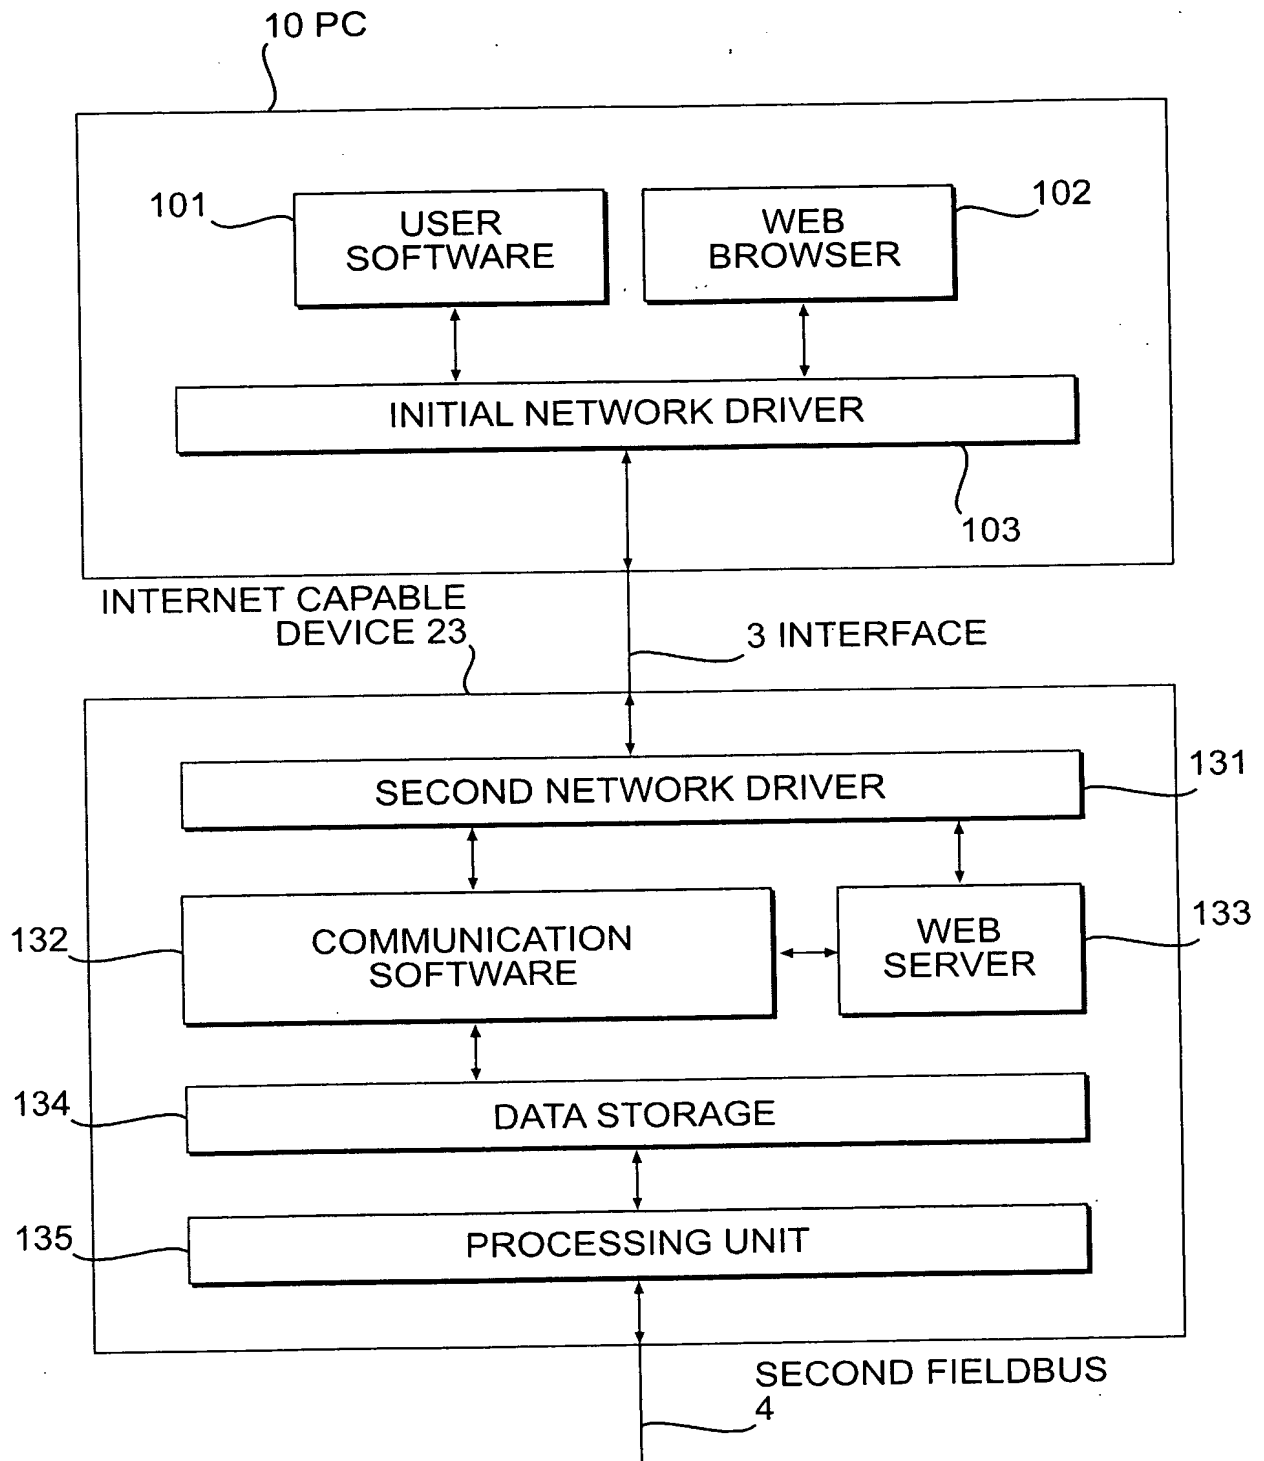 10 PC
101
USER
SOFTWARE
WEB
BROWSER
102
INITIAL NETWORK DRIVER
103
INTERNET CAPABLE
DEVICE 23
3 INTERFACE
SECOND NETWORK DRIVER
131
132
COMMUNICATION
SOFTWARE
WEB
SERVER
133
134
DATA STORAGE
135
PROCESSING UNIT
SECOND FIELDBUS
4